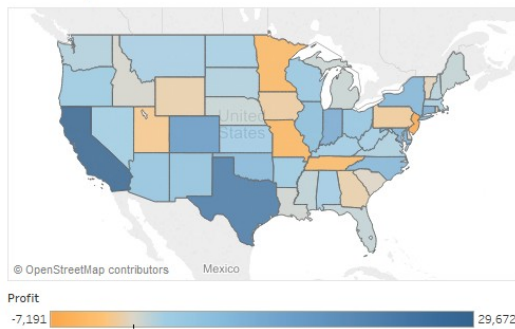 United
States
© OpenStreetMap contributors Mexico
Profit
-7,191 29,672